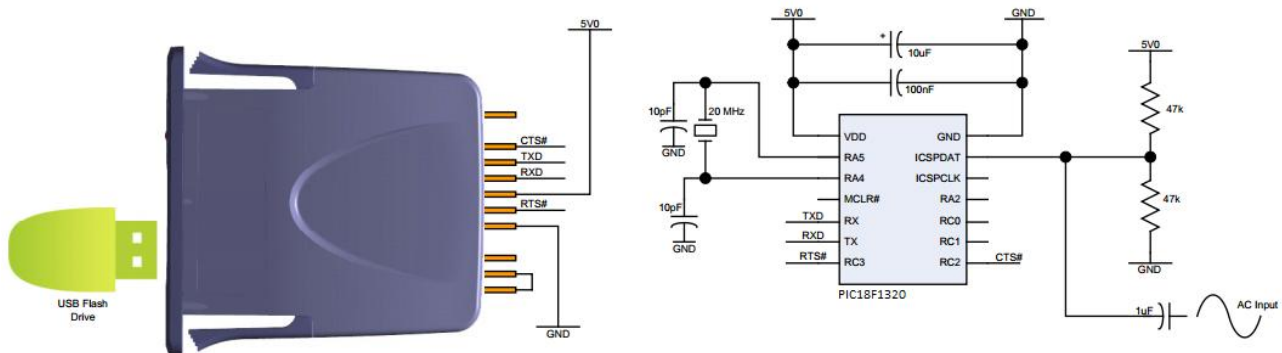 USB Flash
Drive
CTS#
TXD
RXD
5V0
RTS#
GND
5V0
GND
+
10uF
100nF
10pF
20 MHz
GND
10pF
GND
VDD
RA5
RA4
MCLR#
RX
TX
RC3
GND
ICSPDAT
ICSPCLK
RA2
RC0
RC1
RC2
TXD
RXD
RTS#
CTS#
PIC18F1320
5V0
47k
47k
GND
1uF
AC Input